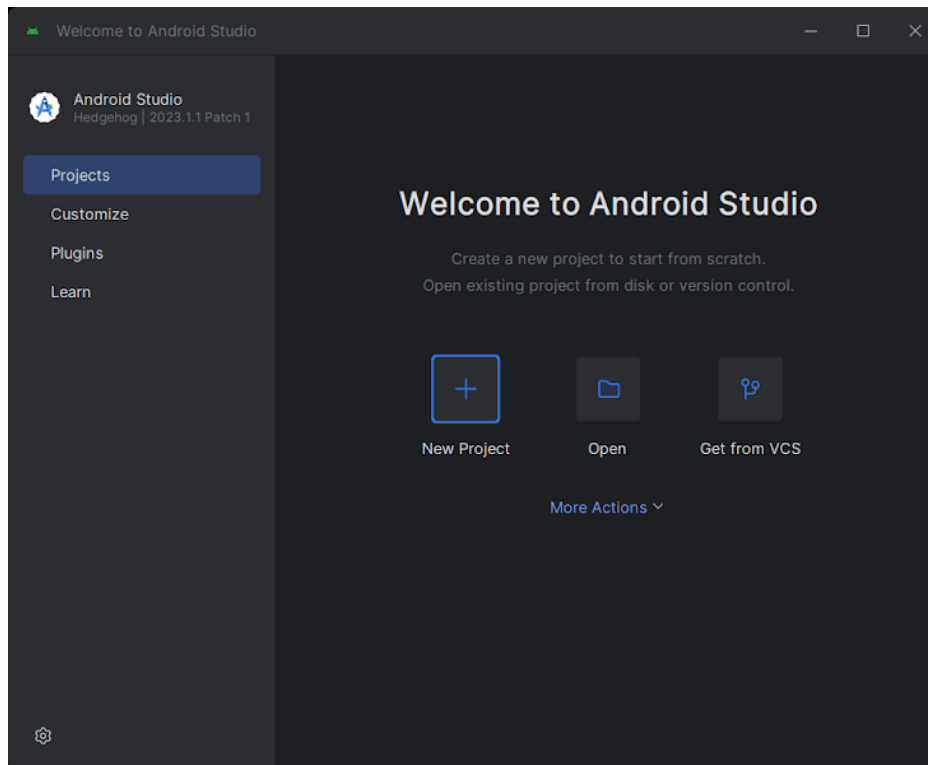 Welcome to Android Studio
Android Studio
Hedgehog | 2023.1.1 Patch 1
Projects
Customize
Plugins
Learn
Welcome to Android Studio
Create a new project to start from scratch.
Open existing project from disk or version control.
New Project
Open
Get from VCS
More Actions